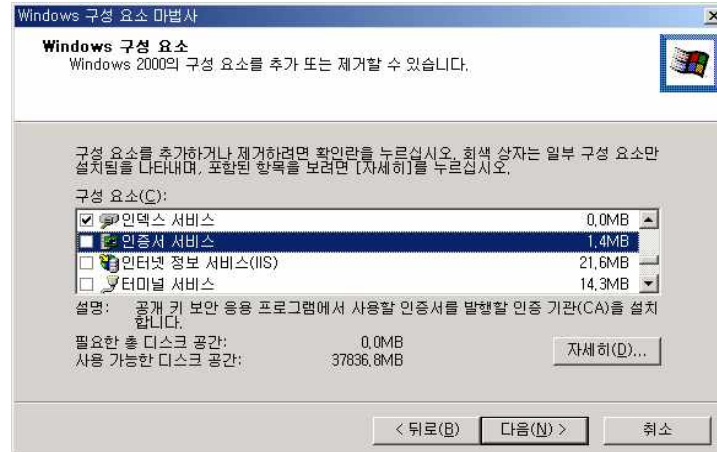 Windows 구성 요소 마법사
Windows 구성 요소
Windows 2000의 구성 요소를 추가 또는 제거할 수 있습니다.
구성 요소를 추가하거나 제거하려면 확인란을 누르십시오. 회색 상자는 일부 구성 요소만
설치됨을 나타내며, 포함된 항목을 보려면 [자세히]를 누르십시오.
구성 요소(C):
인덱스 서비스 0.0MB
인증서 서비스 1.4MB
인터넷 정보 서비스(IIS) 21.6MB
터미널 서비스 14.3MB
설명: 공개 키 보안 응용 프로그램에서 사용할 인증서를 발행할 인증 기관(CA)을 설치
합니다.
필요한 총 디스크 공간: 0.0MB
사용 가능한 디스크 공간: 37836.8MB
자세히(D)...
< 뒤로(B) 다음(N) > 취소